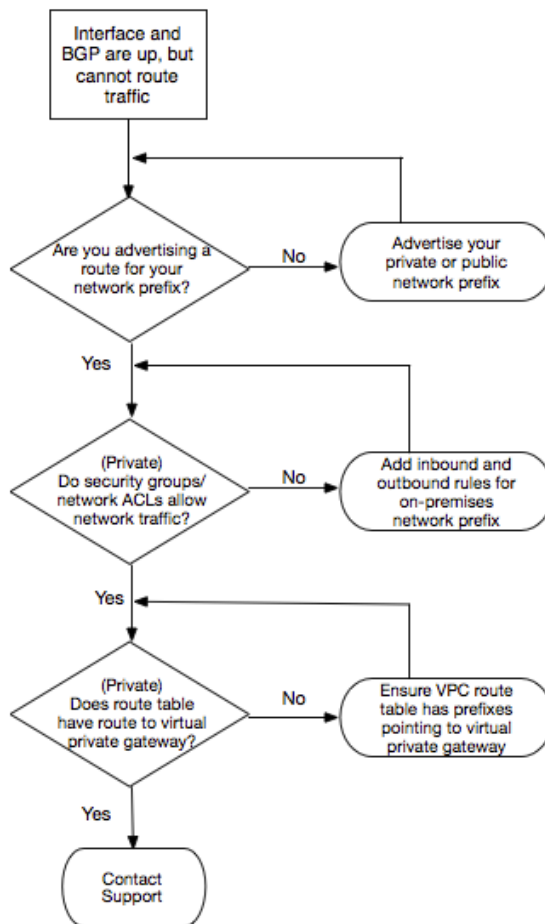 Interface and
BGP are up, but
cannot route
traffic
Are you advertising a
route for your
network prefix?
No
Advertise your
private or public
network prefix
Yes
(Private)
Do security groups/
network ACLs allow
network traffic?
No
Add inbound and
outbound rules for
on-premises
network prefix
Yes
(Private)
Does route table
have route to virtual
private gateway?
No
Ensure VPC route
table has prefixes
pointing to virtual
private gateway
Yes
Contact
Support